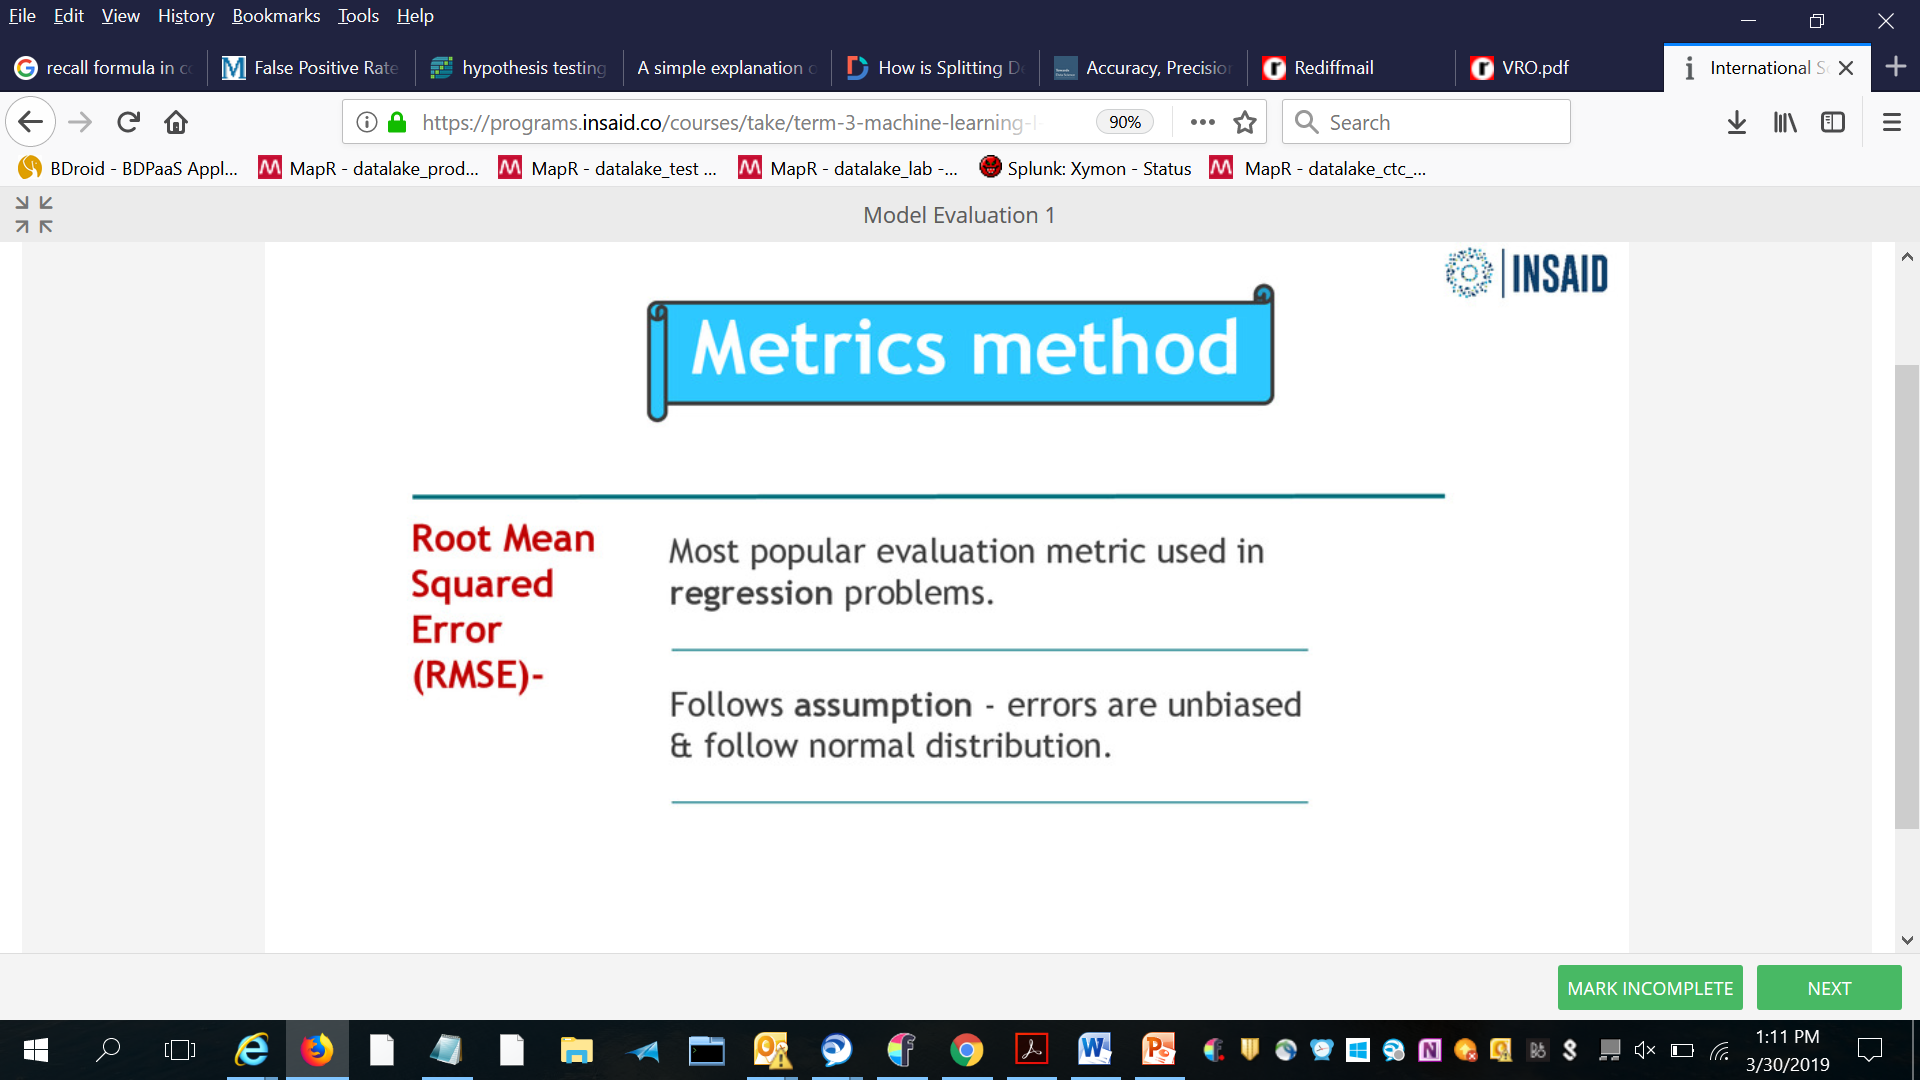 File Edit View History Bookmarks Tools Help
recall formula in co
False Positive Rate
hypothesis testing
A simple explanation o
How is Splitting De
Accuracy, Precision
Rediffmail
VRO.pdf
International Sc
https://programs.insaid.co/courses/take/term-3-machine-learning-l
90%
Search
BDroid - BDPaaS Appl...
MapR - datalake_prod...
MapR - datalake_test ...
MapR - datalake_lab -...
Splunk: Xymon - Status
MapR - datalake_ctc_...
Model Evaluation 1
INSAID
Metrics method
Root Mean
Squared
Error
(RMSE)-
Most popular evaluation metric used in
regression problems.
Follows assumption - errors are unbiased
& follow normal distribution.
MARK INCOMPLETE
NEXT
1:11 PM
3/30/2019